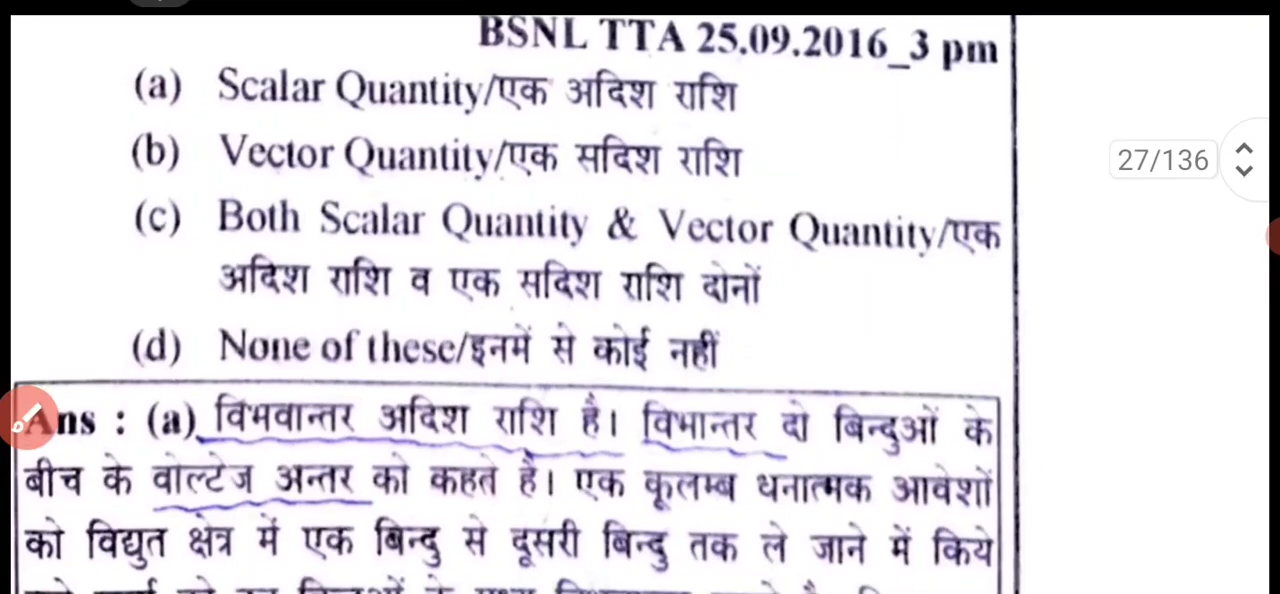 BSNL TTA 25.09.2016_3 pm
(a) Scalar Quantity/एक अदिश राशि
(b) Vector Quantity/एक सदिश राशि
27/136
(c) Both Scalar Quantity & Vector Quantity/एक
अदिश राशि व एक सदिश राशि दोनों
(d) None of these/इनमें से कोई नहीं
Ans : (a) विभवान्तर अदिश राशि है। विभान्तर दो बिन्दुओं के
बीच के वोल्टेज अन्तर को कहते है। एक कूलम्ब धनात्मक आवेशों
को विद्युत क्षेत्र में एक बिन्दु से दूसरी बिन्दु तक ले जाने में किये